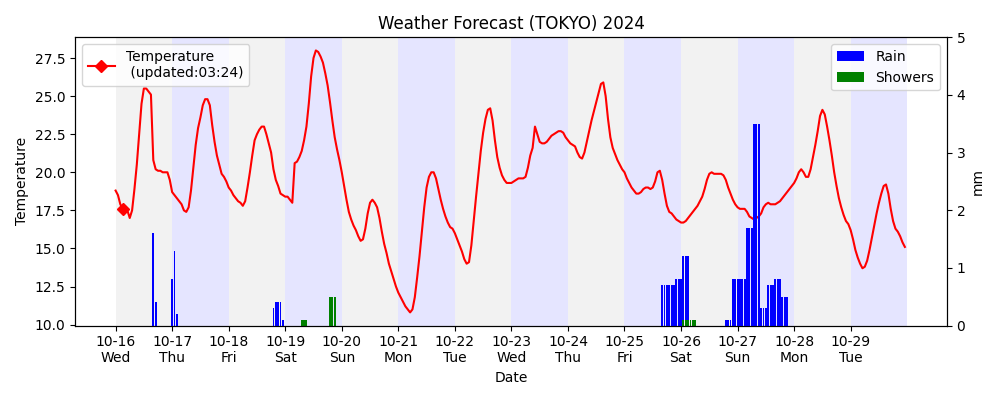 Weather Forecast (TOKYO) 2024
Temperature
(updated:03:24)
Rain
Showers
Temperature
27.5
25.0
22.5
20.0
17.5
15.0
12.5
10.0
5
4
3
2
1
0
mm
10-16 10-17 10-18 10-19 10-20 10-21 10-22 10-23 10-24 10-25 10-26 10-27 10-28 10-29
Wed Thu Fri Sat Sun Mon Tue Wed Thu Fri Sat Sun Mon Tue
Date